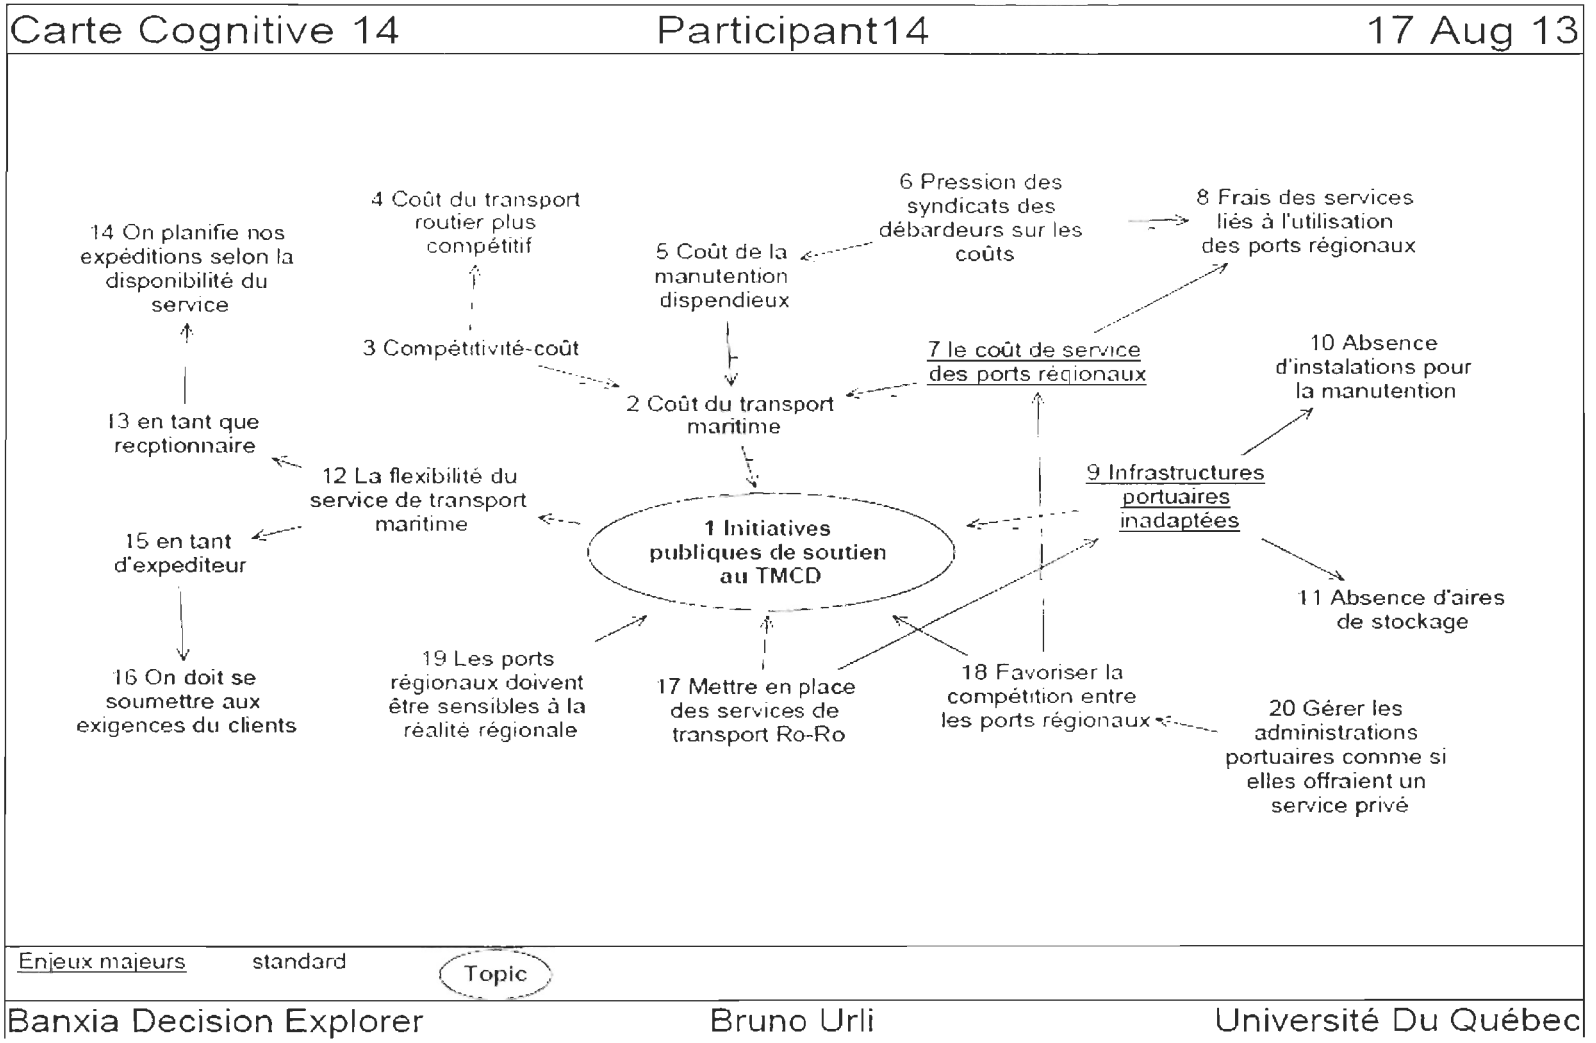 Carte Cognitive 14
Participant14
17 Aug 13
4 Coût du transport
routier plus
compétitif
6 Pression des
syndicats des
débardeurs sur les
coûts
8 Frais des services
liés à l'utilisation
des ports régionaux
14 On planifie nos
expéditions selon la
disponibilité du
service
5 Coût de la
manutention
dispendieux
3 Compétitivité-coût
7 le coût de service
des ports régionaux
10 Absence
d'instalations pour
la manutention
2 Coût du transport
maritime
13 en tant que
recptionnaire
12 La flexibilité du
service de transport
maritime
9 Infrastructures
portuaires
inadaptées
1 Initiatives
publiques de soutien
au TMCD
15 en tant
d'expediteur
11 Absence d'aires
de stockage
16 On doit se
soumettre aux
exigences du clients
19 Les ports
régionaux doivent
être sensibles à la
réalité régionale
17 Mettre en place
des services de
transport Ro-Ro
18 Favoriser la
compétition entre
les ports régionaux
20 Gérer les
administrations
portuaires comme si
elles offraient un
service privé
Enjeux majeurs
standard
Topic
Banxia Decision Explorer
Bruno Urli
Université Du Québec